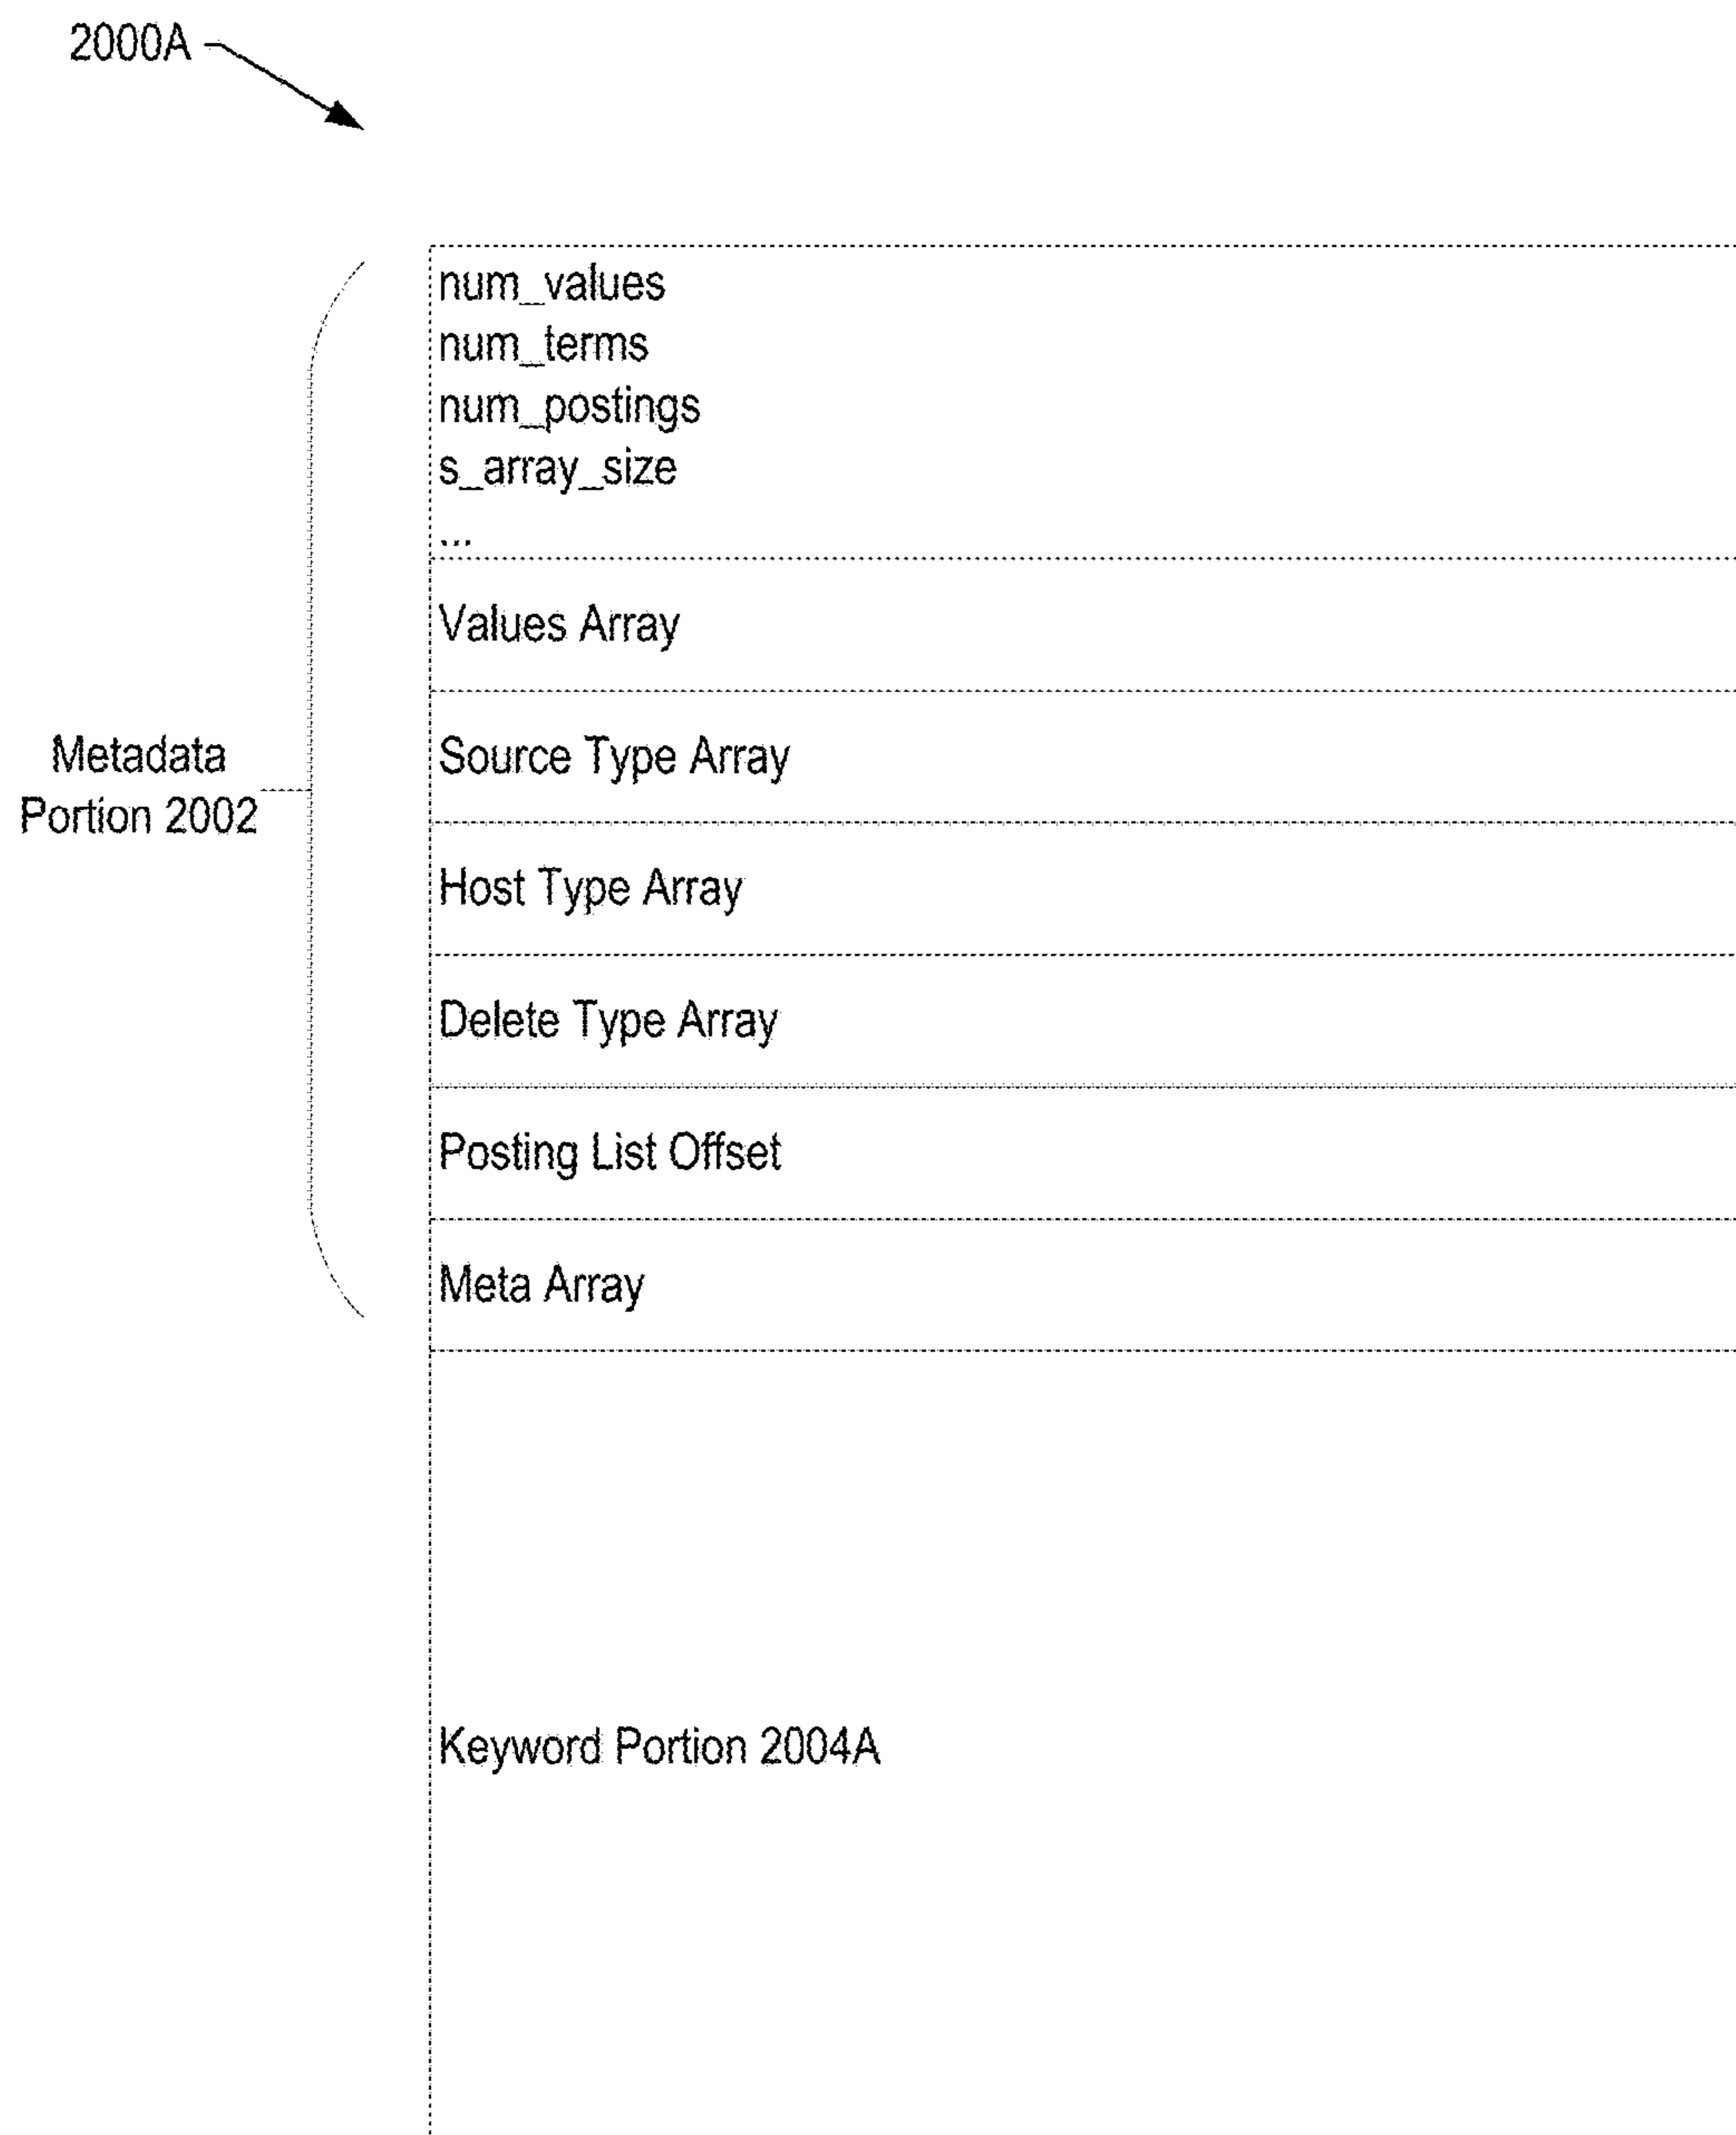 2000A
num_values
num_terms
num_postings
s_array_size
...
Values Array
Metadata
Portion 2002
Source Type Array
Host Type Array
Delete Type Array
Posting List Offset
Meta Array
Keyword Portion 2004A